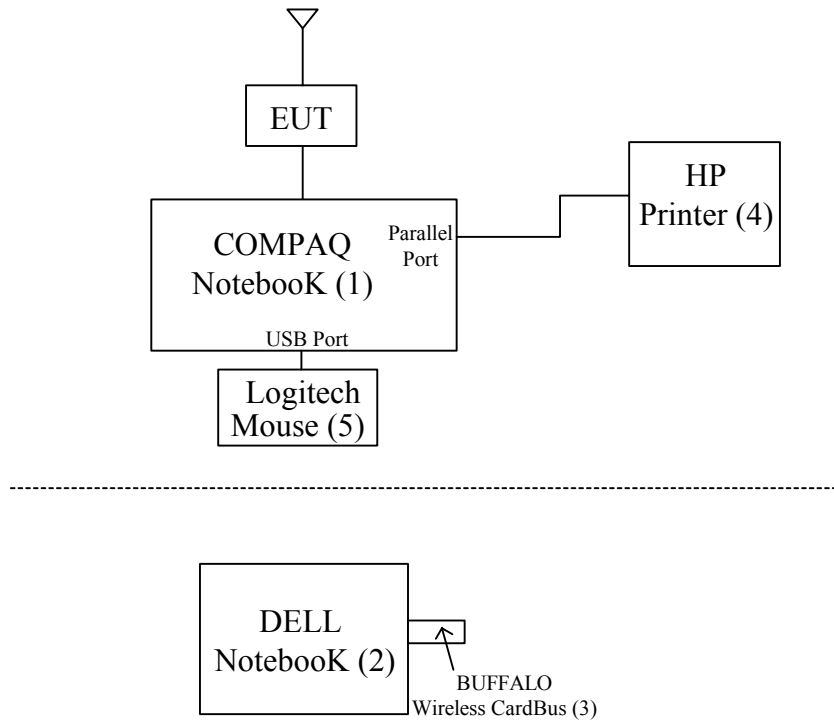 EUT
HP
Printer (4)
Parallel
Port
COMPAQ
NotebooK (1)
USB Port
Logitech
Mouse (5)
DELL
NotebooK (2)
BUFFALO
Wireless CardBus (3)